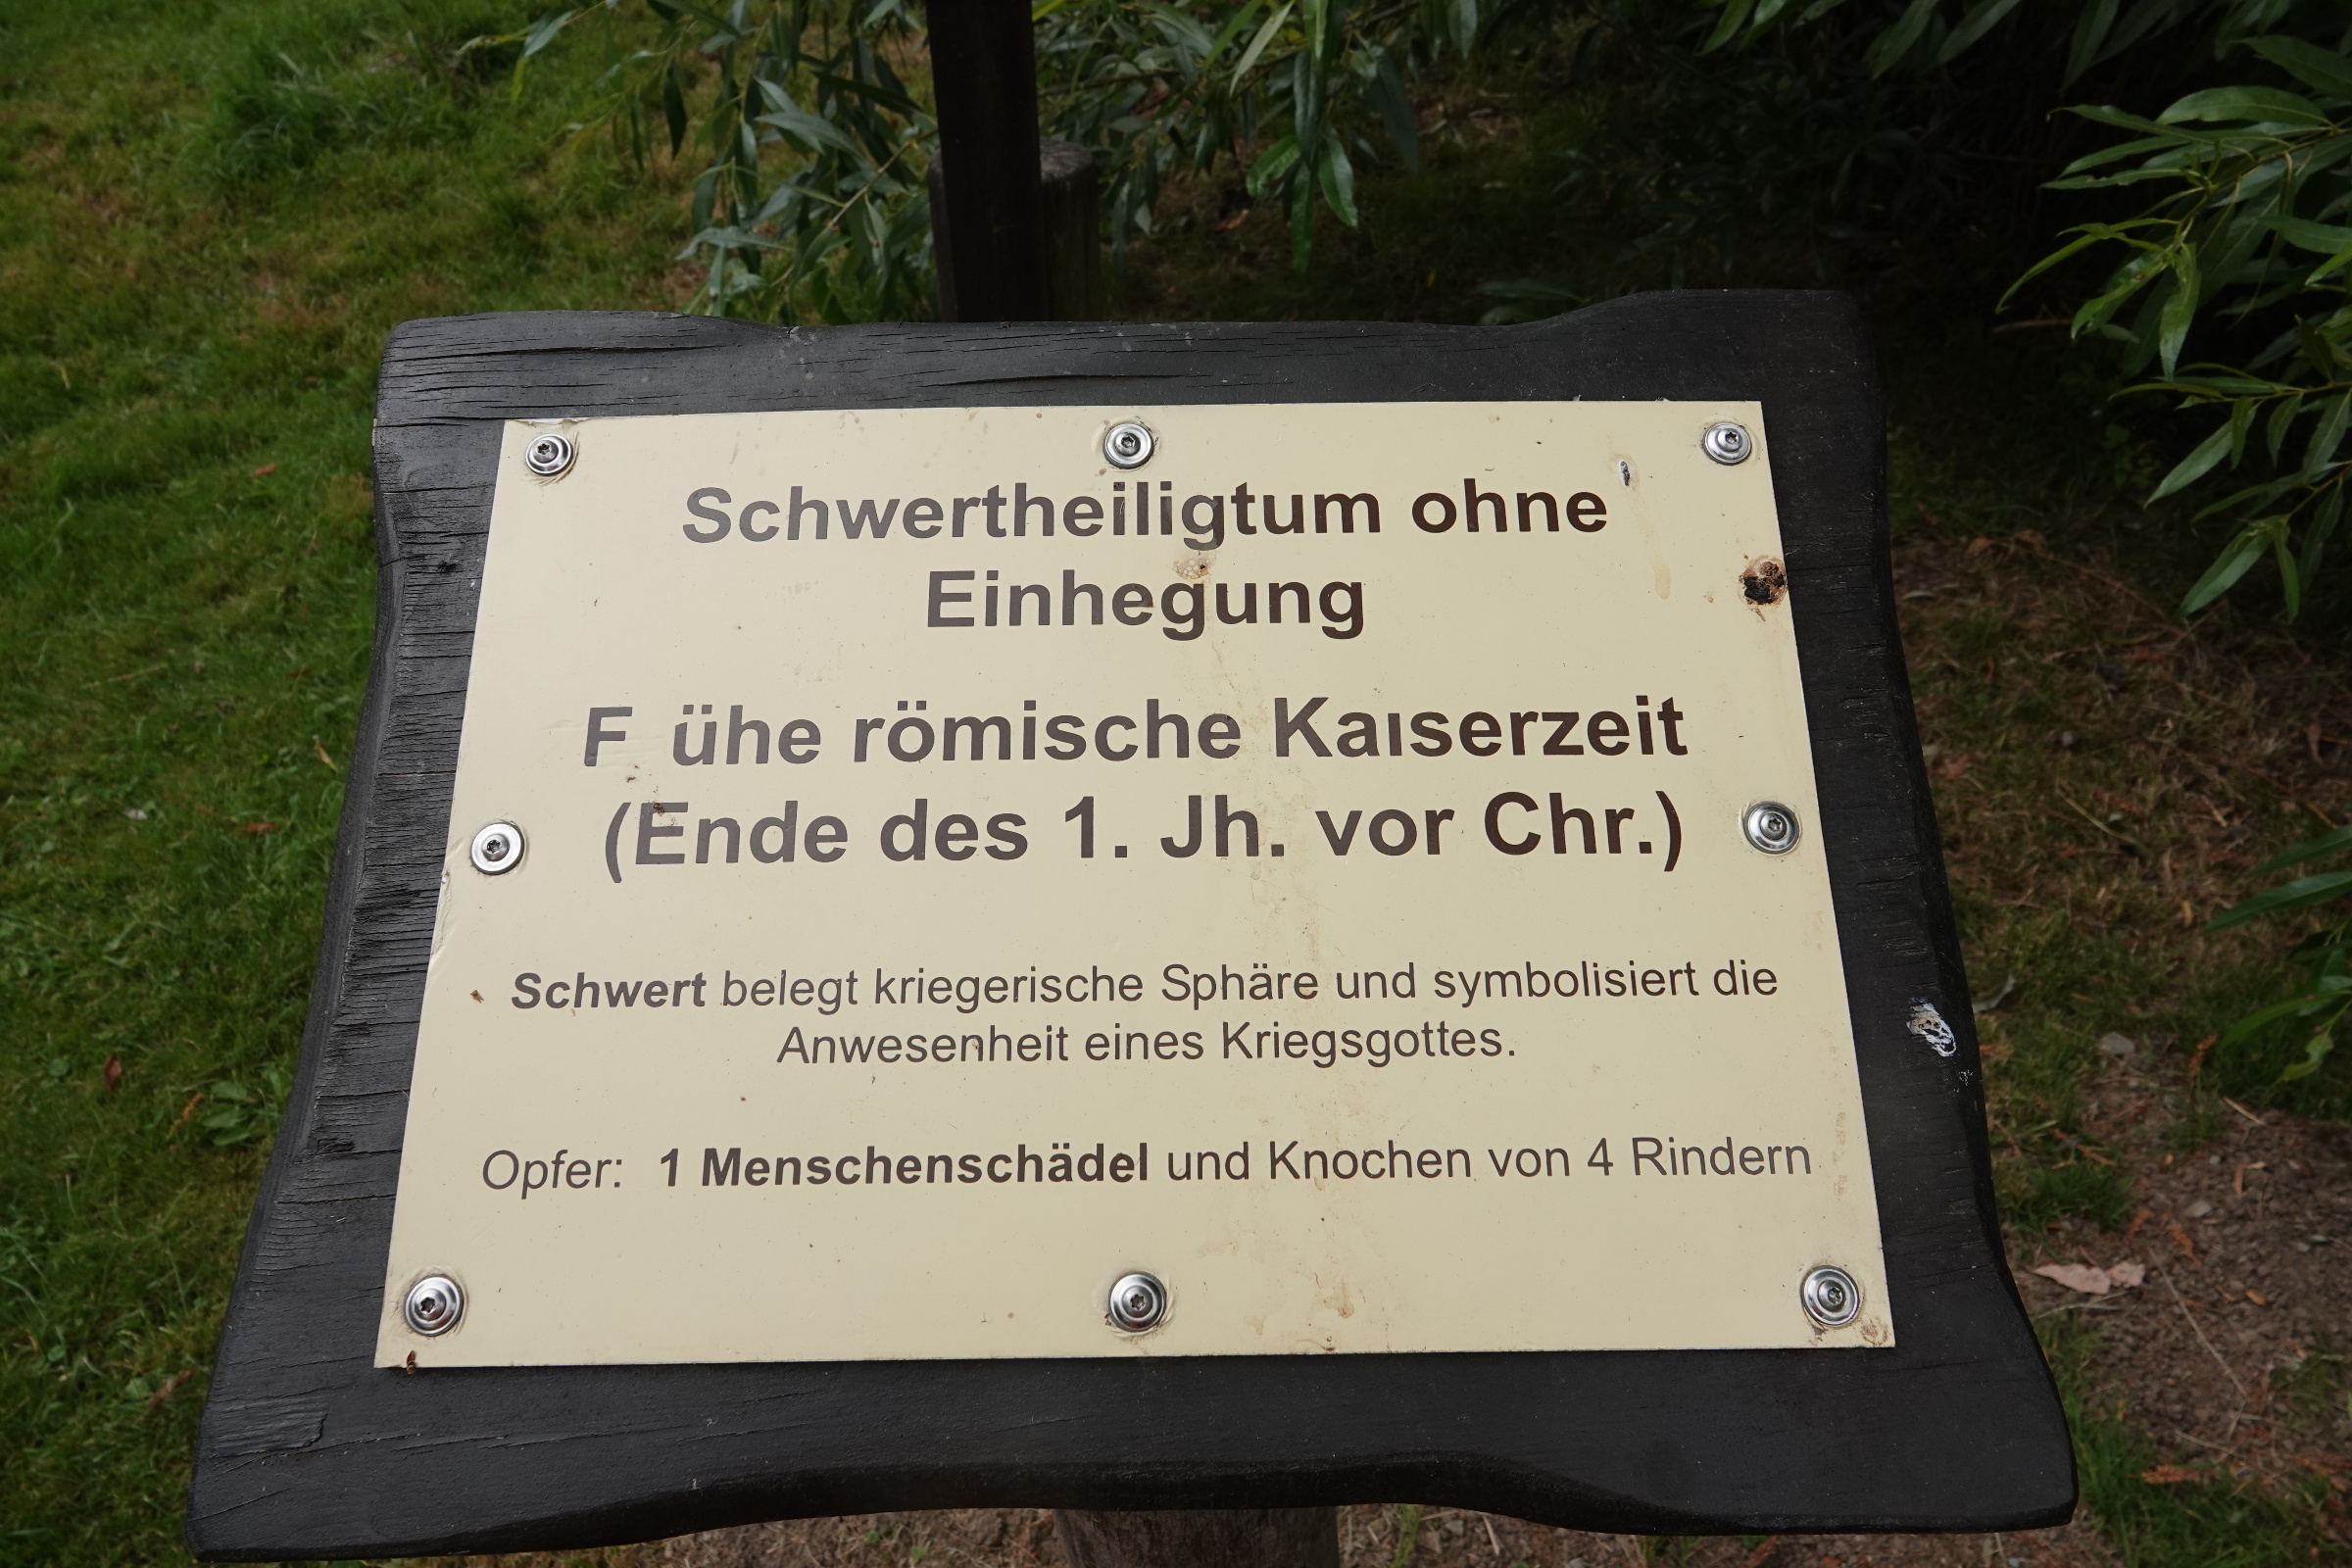 Schwertheiligtum ohne
Einhegung
F ühe römische Kaıserzeit
(Ende des 1. Jh. vor Chr.)
Schwert belegt kriegerische Sphäre und symbolisiert die
Anwesenheit eines Kriegsgottes.
Opfer: 1 Menschenschädel und Knochen von 4 Rindern